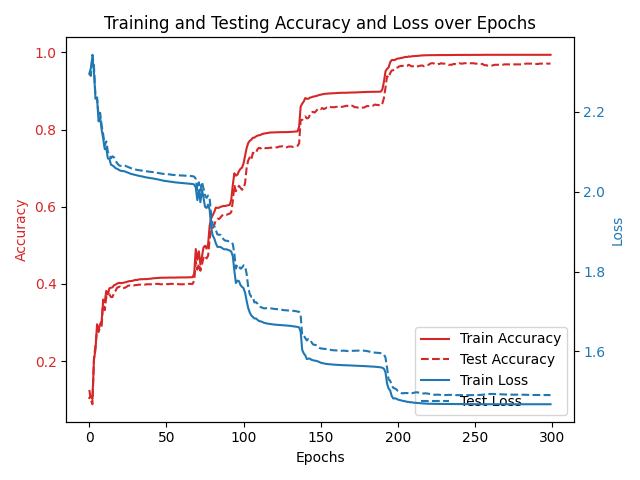 Training and Testing Accuracy and Loss over Epochs
1.0
0.8
0.6
0.4
0.2
Accuracy
2.2
2.0
1.8
1.6
Loss
Train Accuracy
Test Accuracy
Train Loss
Test Loss
0
50
100
150
200
250
300
Epochs